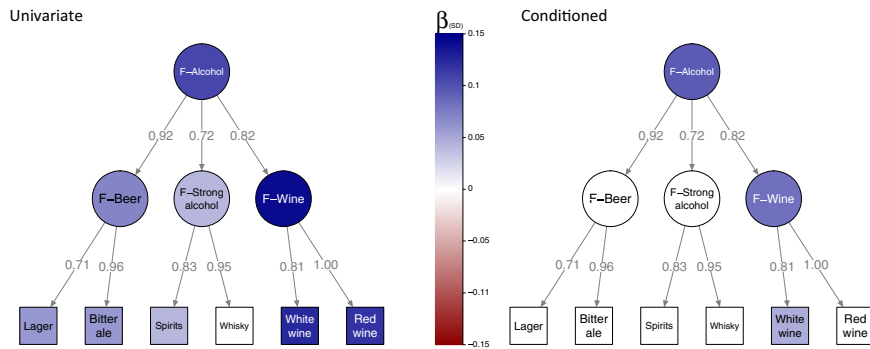 Univariate
β(SD)
Conditioned
0.15
0.11
0.05
0
−0.05
−0.11
−0.15
F−Alcohol
0.92
0.72
0.82
F−Beer
F−Strong
alcohol
F−Wine
0.71
0.96
0.83
0.95
0.81
1.00
Lager
Bitter
ale
Spirits
Whisky
White
wine
Red
wine
F−Alcohol
0.92
0.72
0.82
F−Beer
F−Strong
alcohol
F−Wine
0.71
0.96
0.83
0.95
0.81
1.00
Lager
Bitter
ale
Spirits
Whisky
White
wine
Red
wine